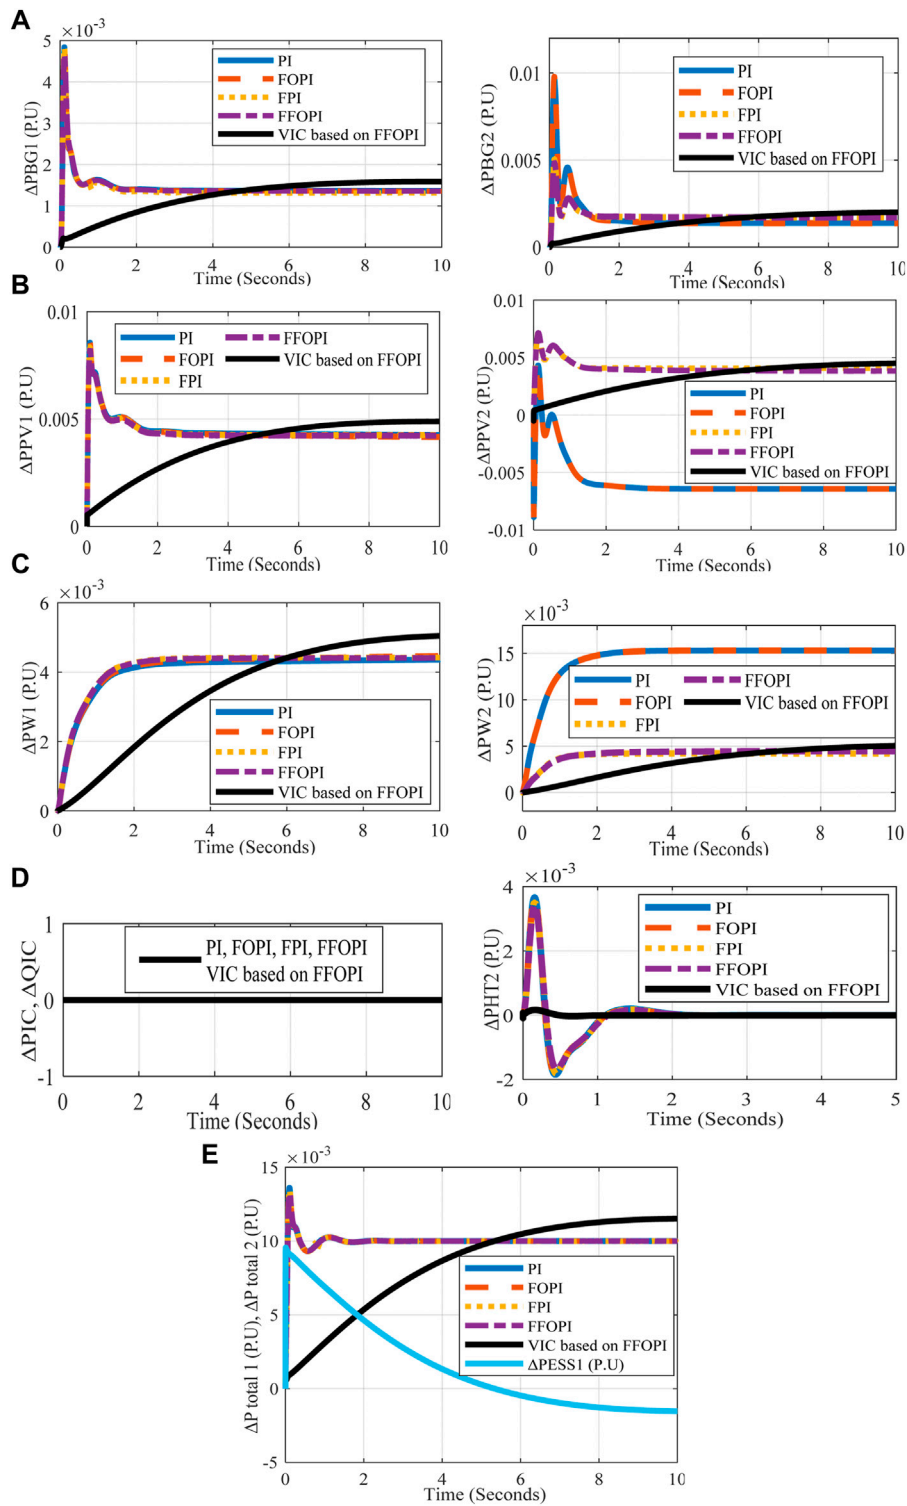 A
×10⁻³
5
4
3
2
1
0
ΔPBG1 (P.U)
PI
FOPI
FPI
FFOPI
VIC based on FFOPI
0 2 4 6 8 10
Time (Seconds)
0.01
0.005
0
ΔPBG2 (P.U)
PI
FOPI
FPI
FFOPI
VIC based on FFOPI
0 2 4 6 8 10
Time (Seconds)
B
0.01
0.005
0
ΔPPV1 (P.U)
PI FFOPI
FOPI VIC based on FFOPI
FPI
0 2 4 6 8 10
Time (Seconds)
0.01
0.005
0
-0.005
-0.01
ΔPPV2 (P.U)
PI
FOPI
FPI
FFOPI
VIC based on FFOPI
0 2 4 6 8 10
Time (Seconds)
C
×10⁻³
6
4
2
0
ΔPW1 (P.U)
PI
FOPI
FPI
FFOPI
VIC based on FFOPI
0 2 4 6 8 10
Time (Seconds)
×10⁻³
15
10
5
0
ΔPW2 (P.U)
PI FFOPI
FOPI VIC based on FFOPI
FPI
0 2 4 6 8 10
Time (Seconds)
D
1
0
-1
ΔPIC, ΔQIC
PI, FOPI, FPI, FFOPI
VIC based on FFOPI
0 2 4 6 8 10
Time (Seconds)
×10⁻³
4
2
0
-2
ΔPHT2 (P.U)
PI
FOPI
FPI
FFOPI
VIC based on FFOPI
0 1 2 3 4 5
Time (Seconds)
E
×10⁻³
15
10
5
0
-5
ΔP total 1 (P.U), ΔP total 2 (P.U)
PI
FOPI
FPI
FFOPI
VIC based on FFOPI
ΔPESS1 (P.U)
0 2 4 6 8 10
Time (Seconds)